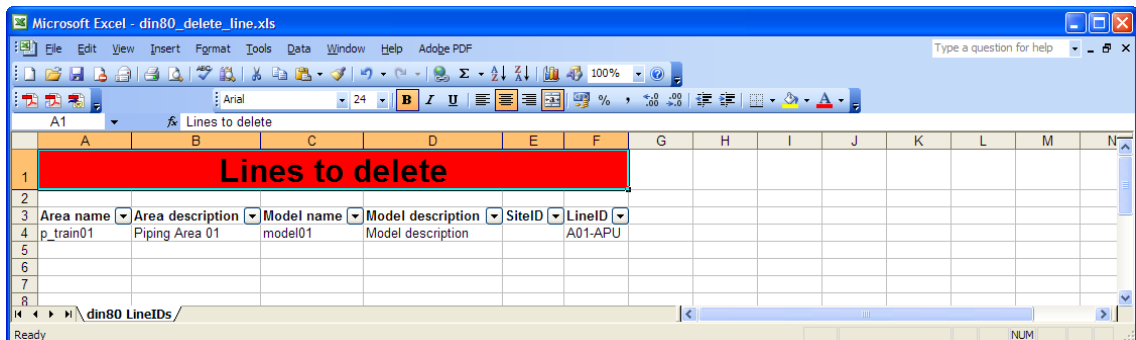 Microsoft Excel - din80_delete_line.xls
File Edit View Insert Format Tools Data Window Help Adobe PDF Type a question for help
100%
Arial 24 B I U % , .00 .00 A
A1 fx Lines to delete
A B C D E F G H I J K L M N
1 Lines to delete
2
3 Area name Area description Model name Model description SiteID LineID
4 p_train01 Piping Area 01 model01 Model description A01-APU
5
6
7
8
din80 LineIDs
Ready NUM